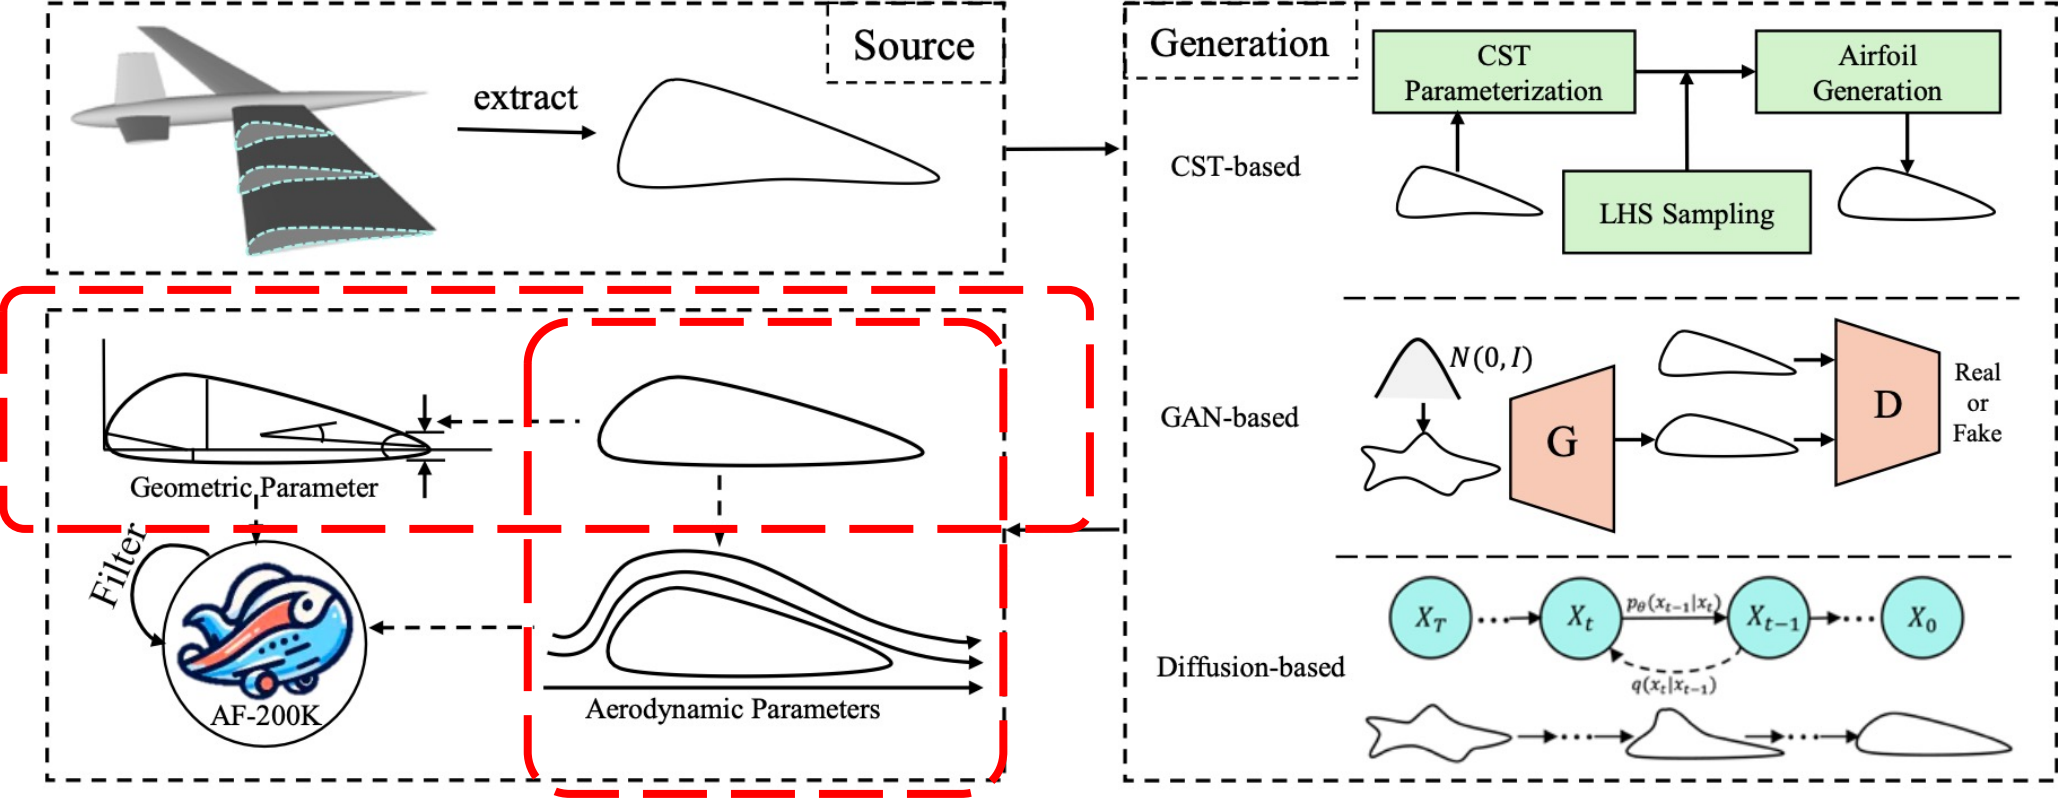 Source
extract
Generation
CST
Parameterization
Airfoil
Generation
CST-based
LHS Sampling
N(0, I)
GAN-based
G
D
Real
or
Fake
Geometric Parameter
Filter
AF-200K
Aerodynamic Parameters
Diffusion-based
X_T
X_t
p_θ(x_{t−1}|x_t)
X_{t−1}
X_0
q(x_t|x_{t−1})